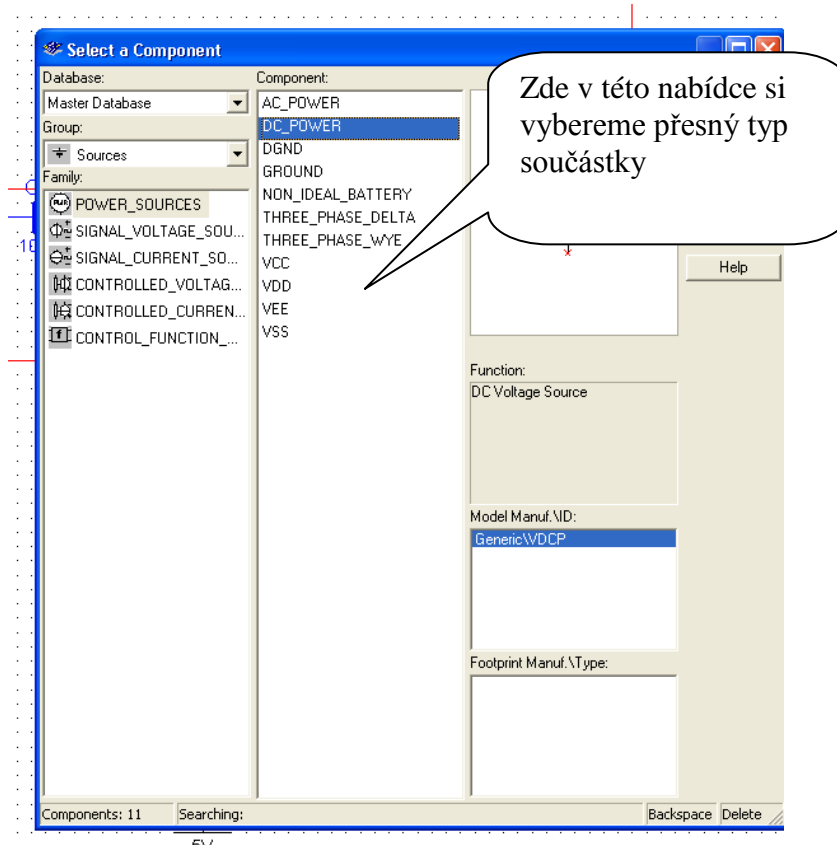 Select a Component
Database:
Master Database
Group:
Sources
Family:
POWER_SOURCES
SIGNAL_VOLTAGE_SOU...
SIGNAL_CURRENT_SO...
CONTROLLED_VOLTAG...
CONTROLLED_CURREN...
CONTROL_FUNCTION_...
Component:
AC_POWER
DC_POWER
DGND
GROUND
NON_IDEAL_BATTERY
THREE_PHASE_DELTA
THREE_PHASE_WYE
VCC
VDD
VEE
VSS
Zde v této nabídce si
vybereme přesný typ
součástky
Help
Function:
DC Voltage Source
Model Manuf.\ID:
Generic\VDCP
Footprint Manuf.\Type:
Components: 11
Searching:
Backspace
Delete
5V